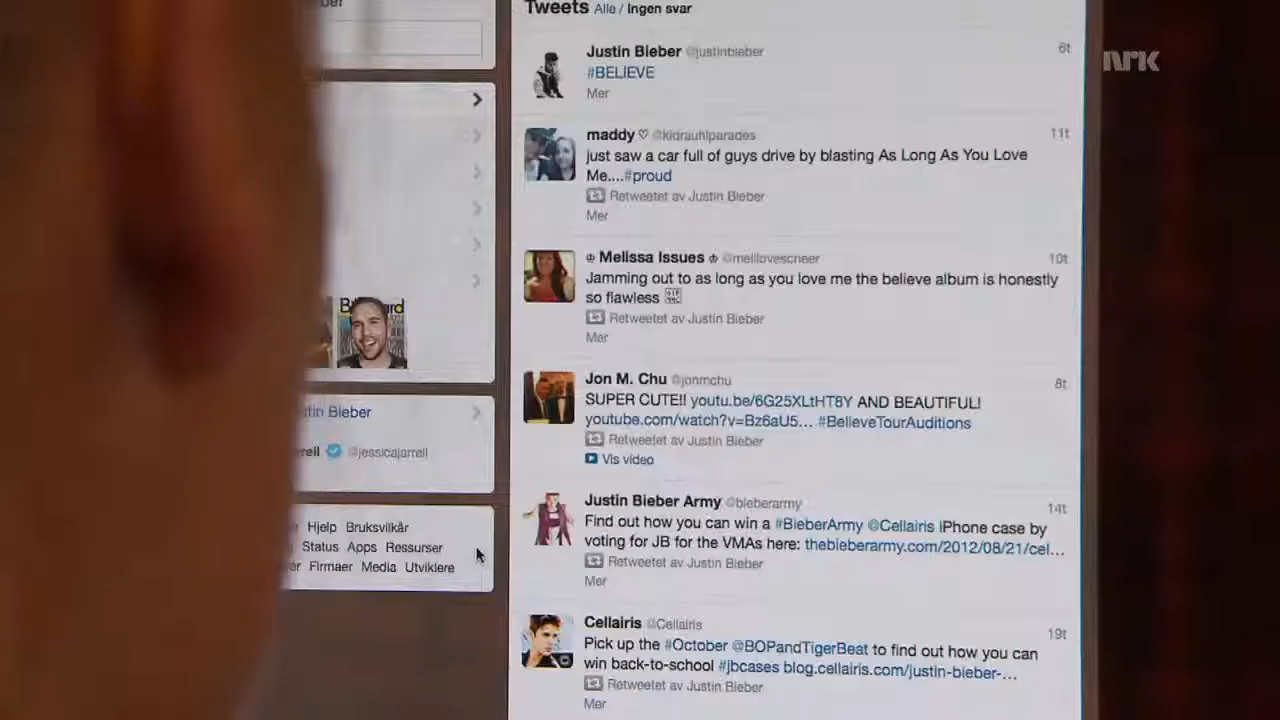 Tweets Alle / Ingen svar
Justin Bieber @justinbieber 6t
#BELIEVE
Mer
maddy ♡ @kidrauhlparades 11t
just saw a car full of guys drive by blasting As Long As You Love
Me....#proud
Retweetet av Justin Bieber
Mer
Melissa Issues @melilovescheer 10t
Jamming out to as long as you love me the believe album is honestly
so flawless
Retweetet av Justin Bieber
Mer
Jon M. Chu @jonmchu 8t
SUPER CUTE!! youtu.be/6G25XLtHT8Y AND BEAUTIFUL!
youtube.com/watch?v=Bz6aU5... #BelieveTourAuditions
Retweetet av Justin Bieber
Vis video
Justin Bieber Army @bieberarmy 14t
Find out how you can win a #BieberArmy @Cellairis iPhone case by
voting for JB for the VMAs here: thebieberarmy.com/2012/08/21/cel...
Retweetet av Justin Bieber
Mer
Cellairis @Cellairis 19t
Pick up the #October @BOPandTigerBeat to find out how you can
win back-to-school #jbcases blog.cellairis.com/justin-bieber-...
Retweetet av Justin Bieber
Mer
tin Bieber
rrell @jessicajarrell
Hjelp Bruksvilkår
Status Apps Ressurser
er Firmaer Media Utviklere
NRK